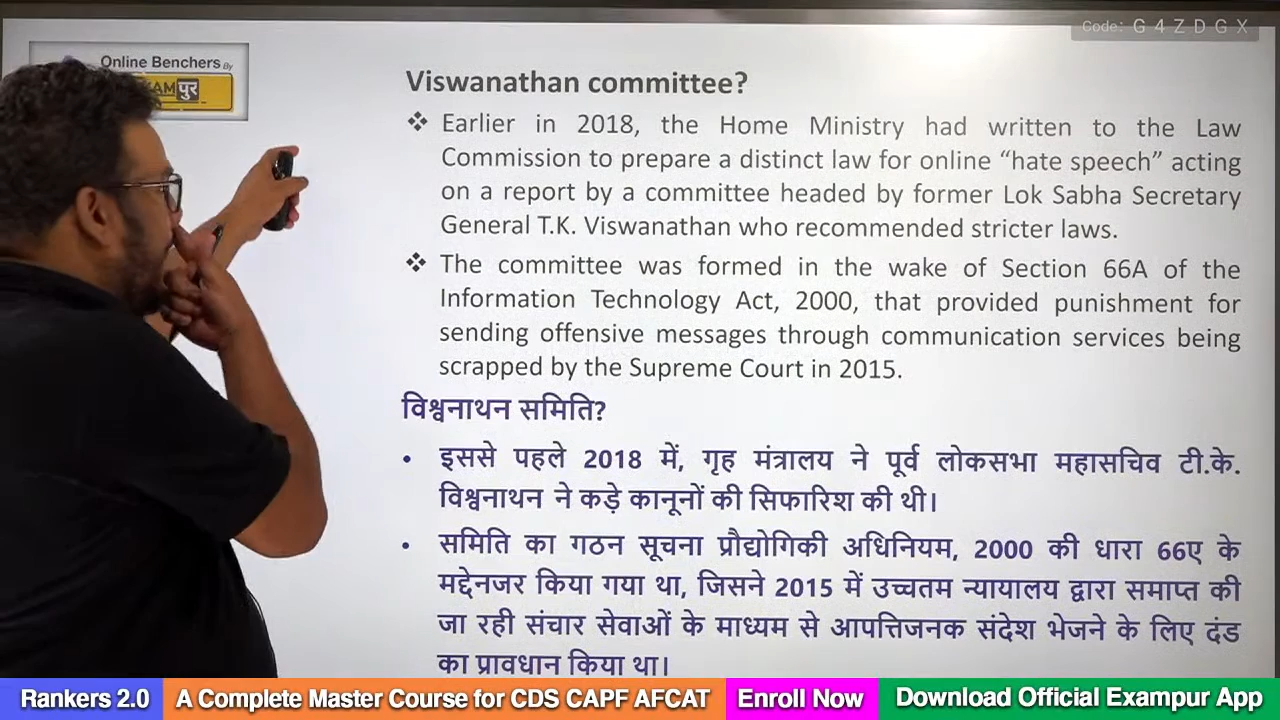 Code: G 4 Z D G X
Online Benchers By
AMपुर
Viswanathan committee?
❖ Earlier in 2018, the Home Ministry had written to the Law
Commission to prepare a distinct law for online “hate speech” acting
on a report by a committee headed by former Lok Sabha Secretary
General T.K. Viswanathan who recommended stricter laws.
❖ The committee was formed in the wake of Section 66A of the
Information Technology Act, 2000, that provided punishment for
sending offensive messages through communication services being
scrapped by the Supreme Court in 2015.
विश्वनाथन समिति?
• इससे पहले 2018 में, गृह मंत्रालय ने पूर्व लोकसभा महासचिव टी.के.
विश्वनाथन ने कड़े कानूनों की सिफारिश की थी।
• समिति का गठन सूचना प्रौद्योगिकी अधिनियम, 2000 की धारा 66ए के
मद्देनजर किया गया था, जिसने 2015 में उच्चतम न्यायालय द्वारा समाप्त की
जा रही संचार सेवाओं के माध्यम से आपत्तिजनक संदेश भेजने के लिए दंड
का प्रावधान किया था।
Rankers 2.0
A Complete Master Course for CDS CAPF AFCAT
Enroll Now
Download Official Exampur App